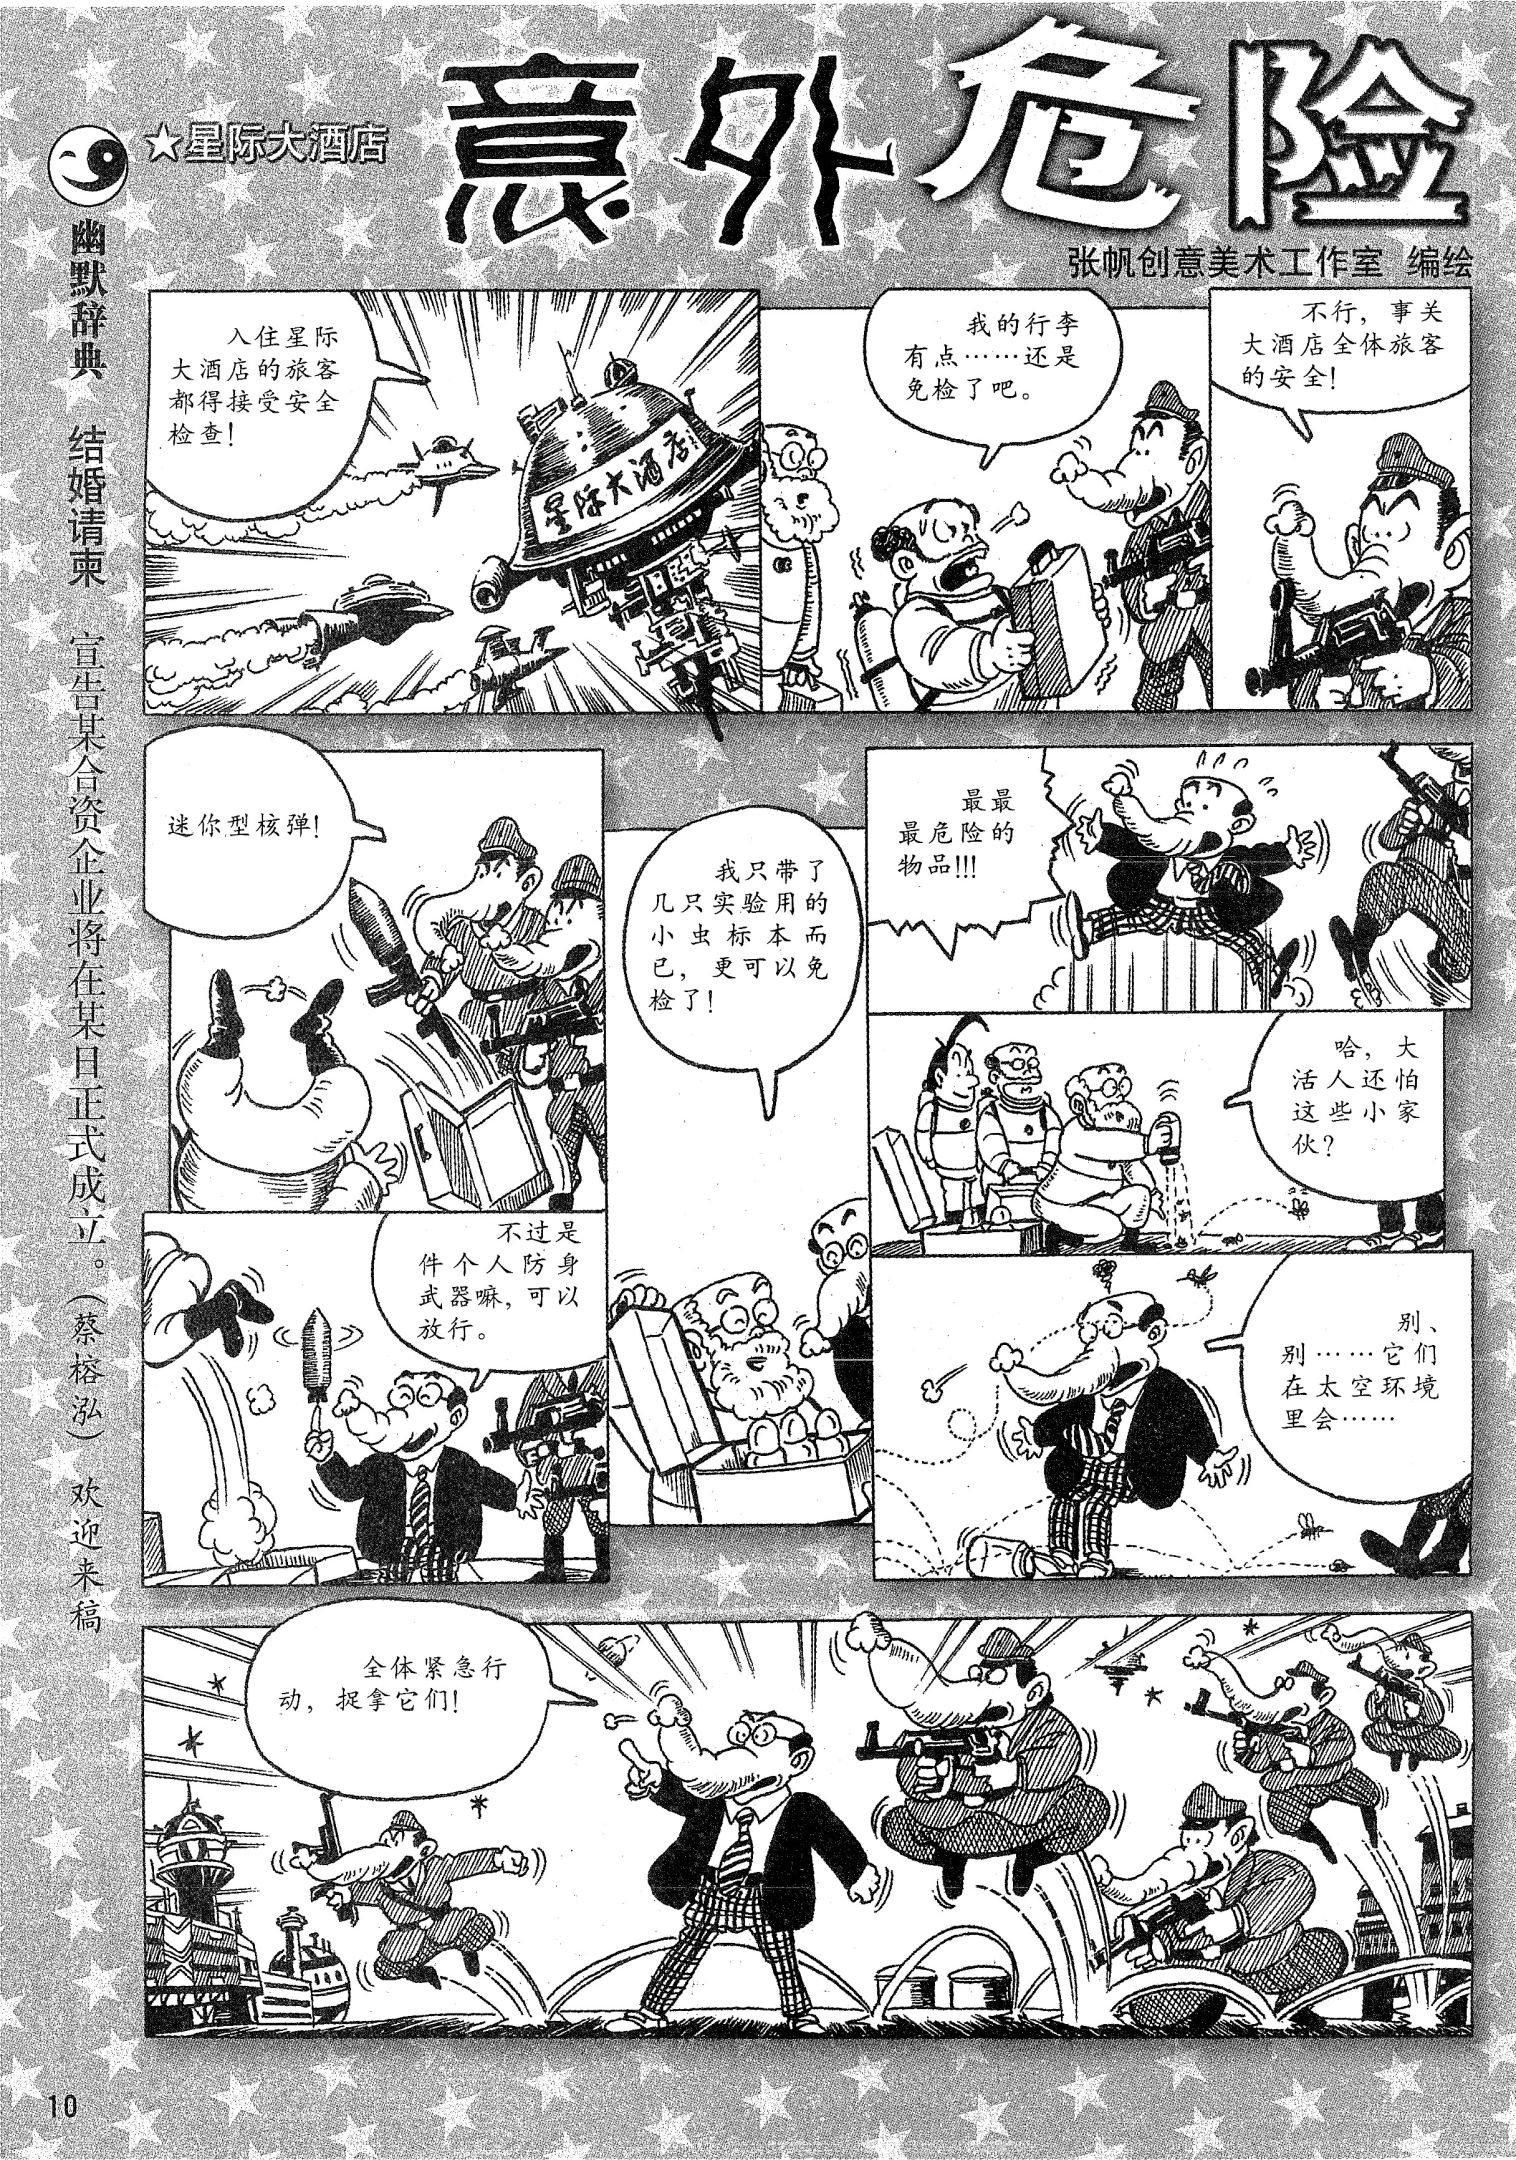 ★星际大酒店
意外危险
张帆创意美术工作室 编绘
入住星际
大酒店的旅客
都得接受安全
检查！
星际大酒店
我的行李
有点……还是
免检了吧。
不行，事关
大酒店全体旅客
的安全！
迷你型核弹！
不过是
件个人防身
武器嘛，可以
放行。
我只带了
几只实验用的
小虫标本而
已，更可以免
检了！
最最
最危险的
物品!!!
哈，大
活人还怕
这些小家
伙？
别、
别……它们
在太空环境
里会……
全体紧急行
动，捉拿它们！
幽默辞典 结婚请柬 宣告某合资企业将在某日正式成立。（蔡榕泓） 欢迎来稿
10